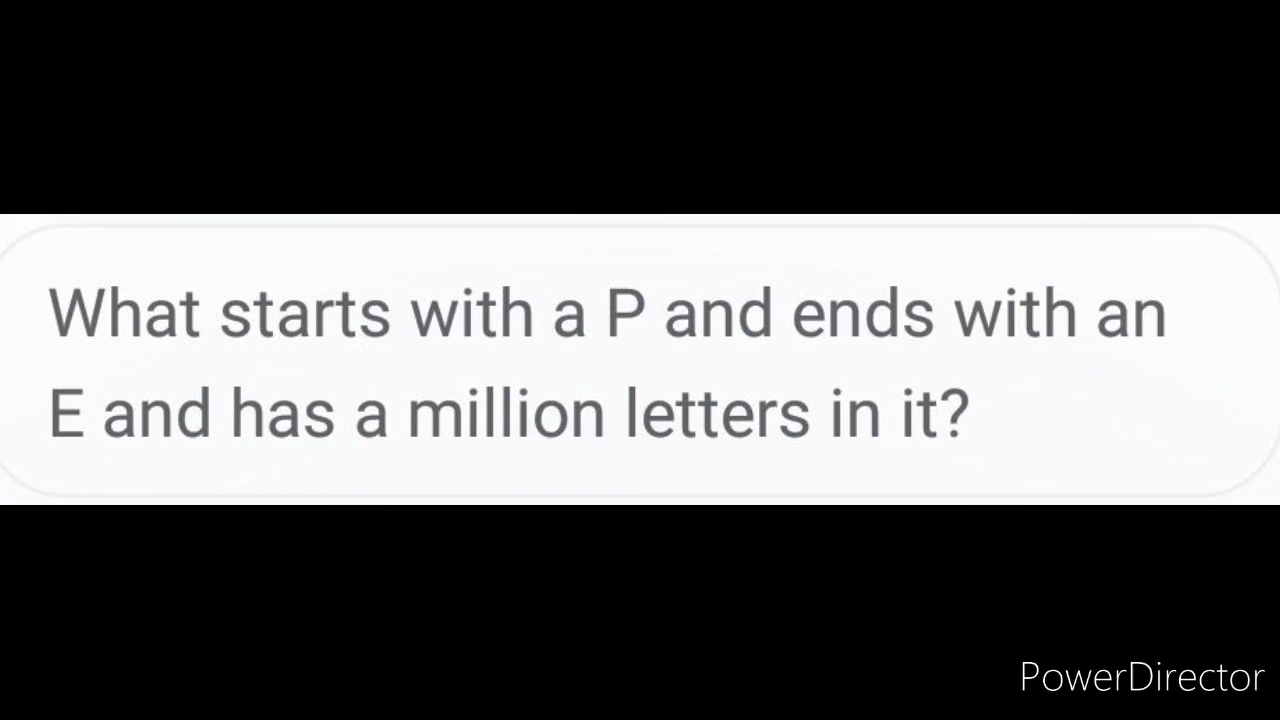 What starts with a P and ends with an
E and has a million letters in it?
PowerDirector